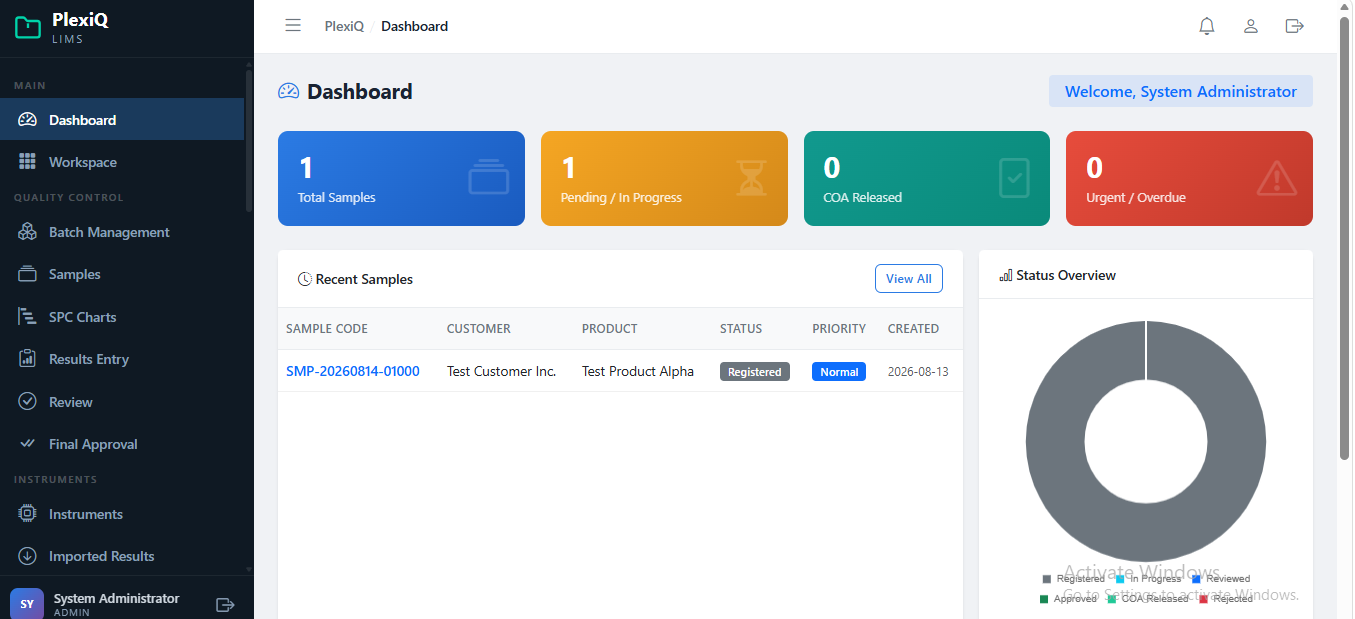 PlexiQ
LIMS
MAIN
Dashboard
Workspace
QUALITY CONTROL
Batch Management
Samples
SPC Charts
Results Entry
Review
Final Approval
INSTRUMENTS
Instruments
Imported Results
SY
System Administrator
ADMIN
PlexiQ / Dashboard
Dashboard
Welcome, System Administrator
1
Total Samples
1
Pending / In Progress
0
COA Released
0
Urgent / Overdue
Recent Samples
View All
SAMPLE CODE CUSTOMER PRODUCT STATUS PRIORITY CREATED
SMP-20260814-01000 Test Customer Inc. Test Product Alpha Registered Normal 2026-08-13
Status Overview
Registered In Progress Reviewed
Approved COA Released Rejected
Activate Windows
Go to Settings to activate Windows.